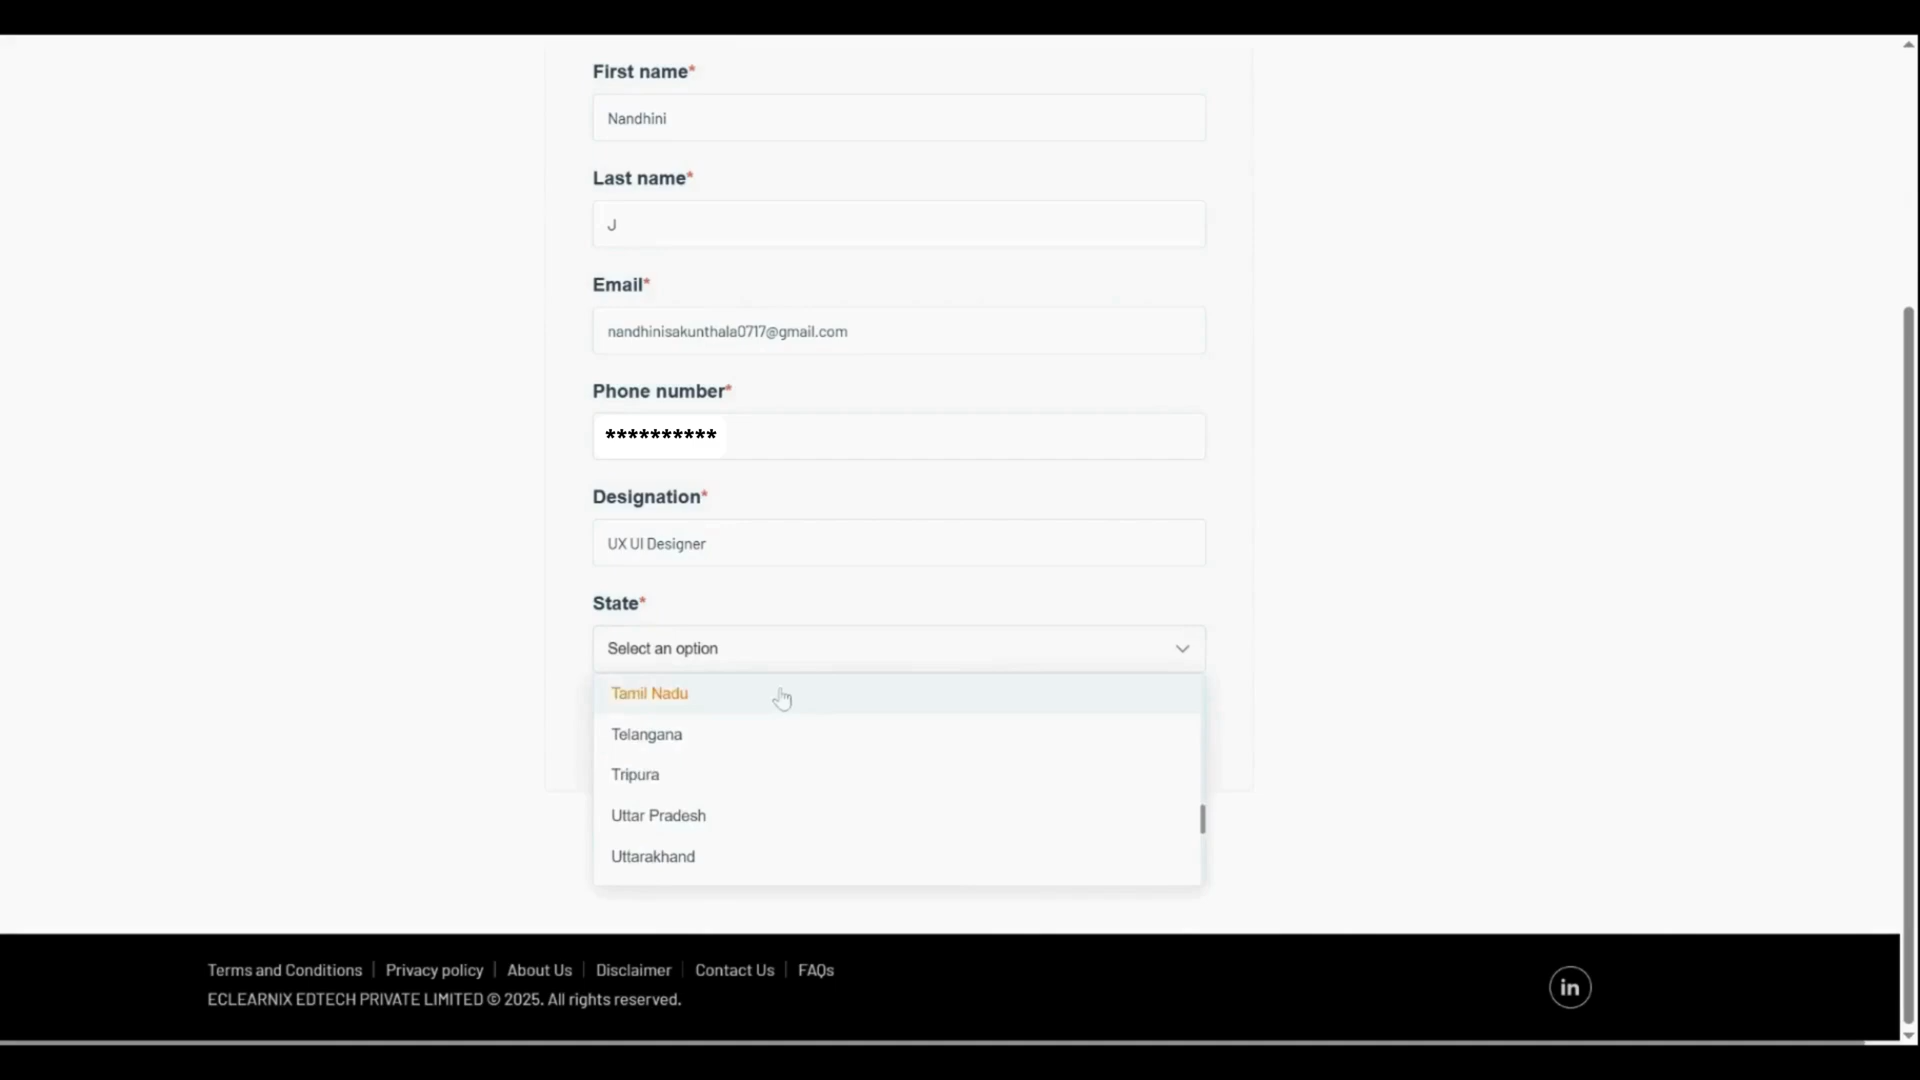 First name*
Nandhini
Last name*
J
Email*
nandhinisakunthala0717@gmail.com
Phone number*
**********
Designation*
UX UI Designer
State*
Select an option
Tamil Nadu
Telangana
Tripura
Uttar Pradesh
Uttarakhand
Terms and Conditions | Privacy policy | About Us | Disclaimer | Contact Us | FAQs
ECLEARNIX EDTECH PRIVATE LIMITED © 2025. All rights reserved.
in